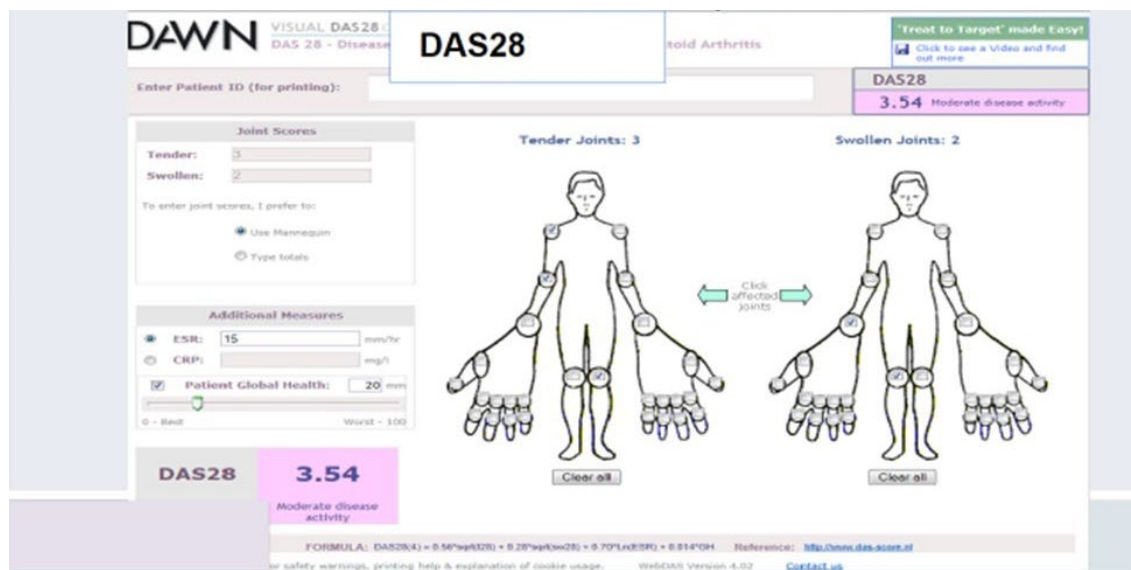 DAWN
VISUAL DAS28
DAS 28 - Disease
DAS28
toid Arthritis
'Treat to Target' made Easy!
Click to see a Video and find
out more
Enter Patient ID (for printing):
DAS28
3.54 Moderate disease activity
Joint Scores
Tender: 3
Swollen: 2
To enter joint scores, I prefer to:
Use Mannequin
Type totals
Tender Joints: 3
Swollen Joints: 2
Click
affected
joints
Additional Measures
ESR: 15 mm/hr
CRP: mg/l
Patient Global Health: 20 mm
0 - Best Worst - 100
DAS28
3.54
Moderate disease
activity
Clear all
Clear all
FORMULA: DAS28(4) = 0.56*sqrt(t28) + 0.28*sqrt(sw28) + 0.70*Ln(ESR) + 0.014*GH Reference: http://www.das-score.nl
or safety warnings, printing help & explanation of cookie usage. WebDAS Version 4.02 Contact us